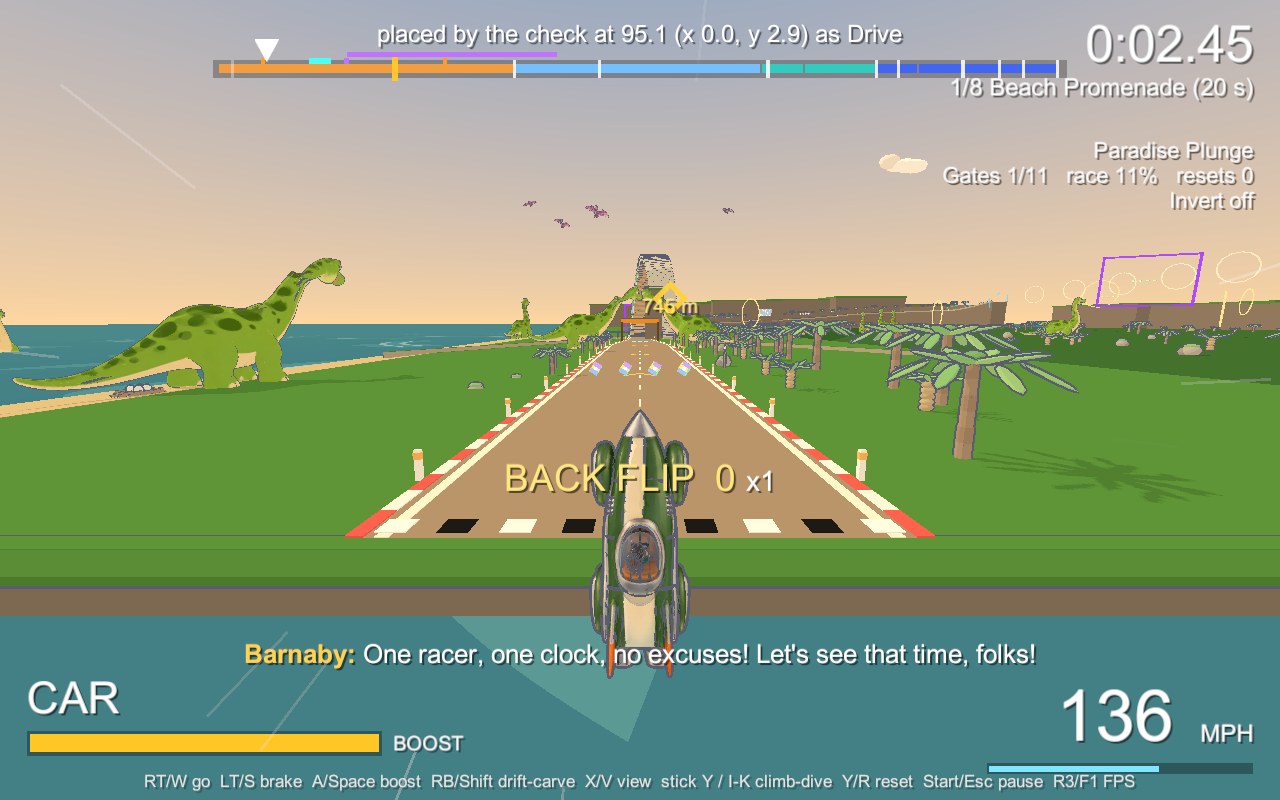 placed by the check at 95.1 (x 0.0, y 2.9) as Drive
0:02.45
1/8 Beach Promenade (20 s)
Paradise Plunge
Gates 1/11 race 11% resets 0
Invert off
745 m
BACK FLIP 0 x1
Barnaby: One racer, one clock, no excuses! Let's see that time, folks!
CAR
136 MPH
BOOST
RT/W go LT/S brake A/Space boost RB/Shift drift-carve X/V view stick Y / I-K climb-dive Y/R reset Start/Esc pause R3/F1 FPS